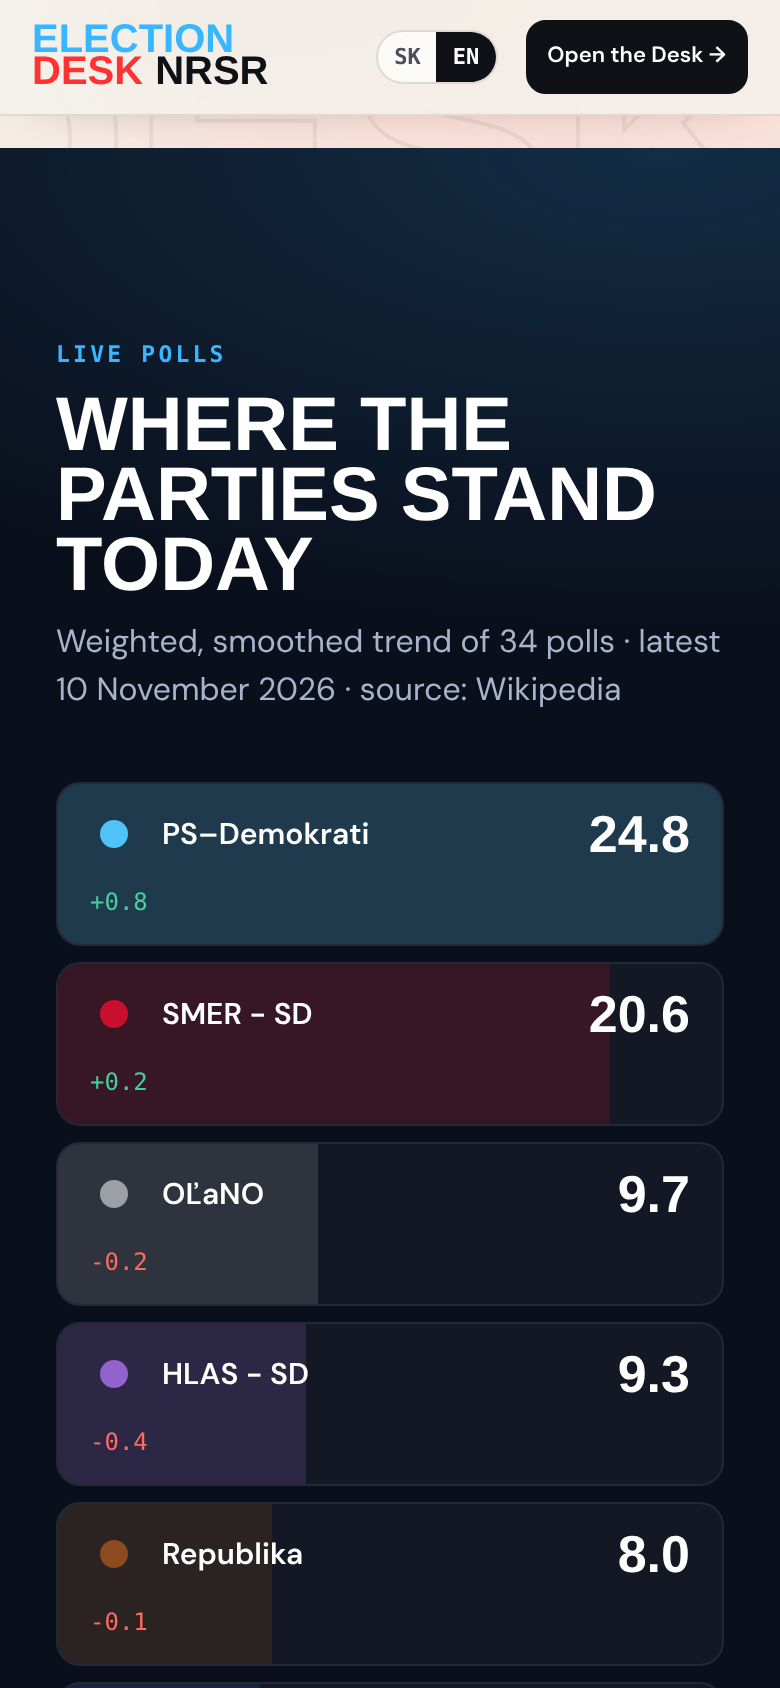 ELECTION
DESK NRSR
SK EN
Open the Desk →
LIVE POLLS
WHERE THE
PARTIES STAND
TODAY
Weighted, smoothed trend of 34 polls · latest
10 November 2026 · source: Wikipedia
PS–Demokrati 24.8
+0.8
SMER – SD 20.6
+0.2
OĽaNO 9.7
-0.2
HLAS – SD 9.3
-0.4
Republika 8.0
-0.1